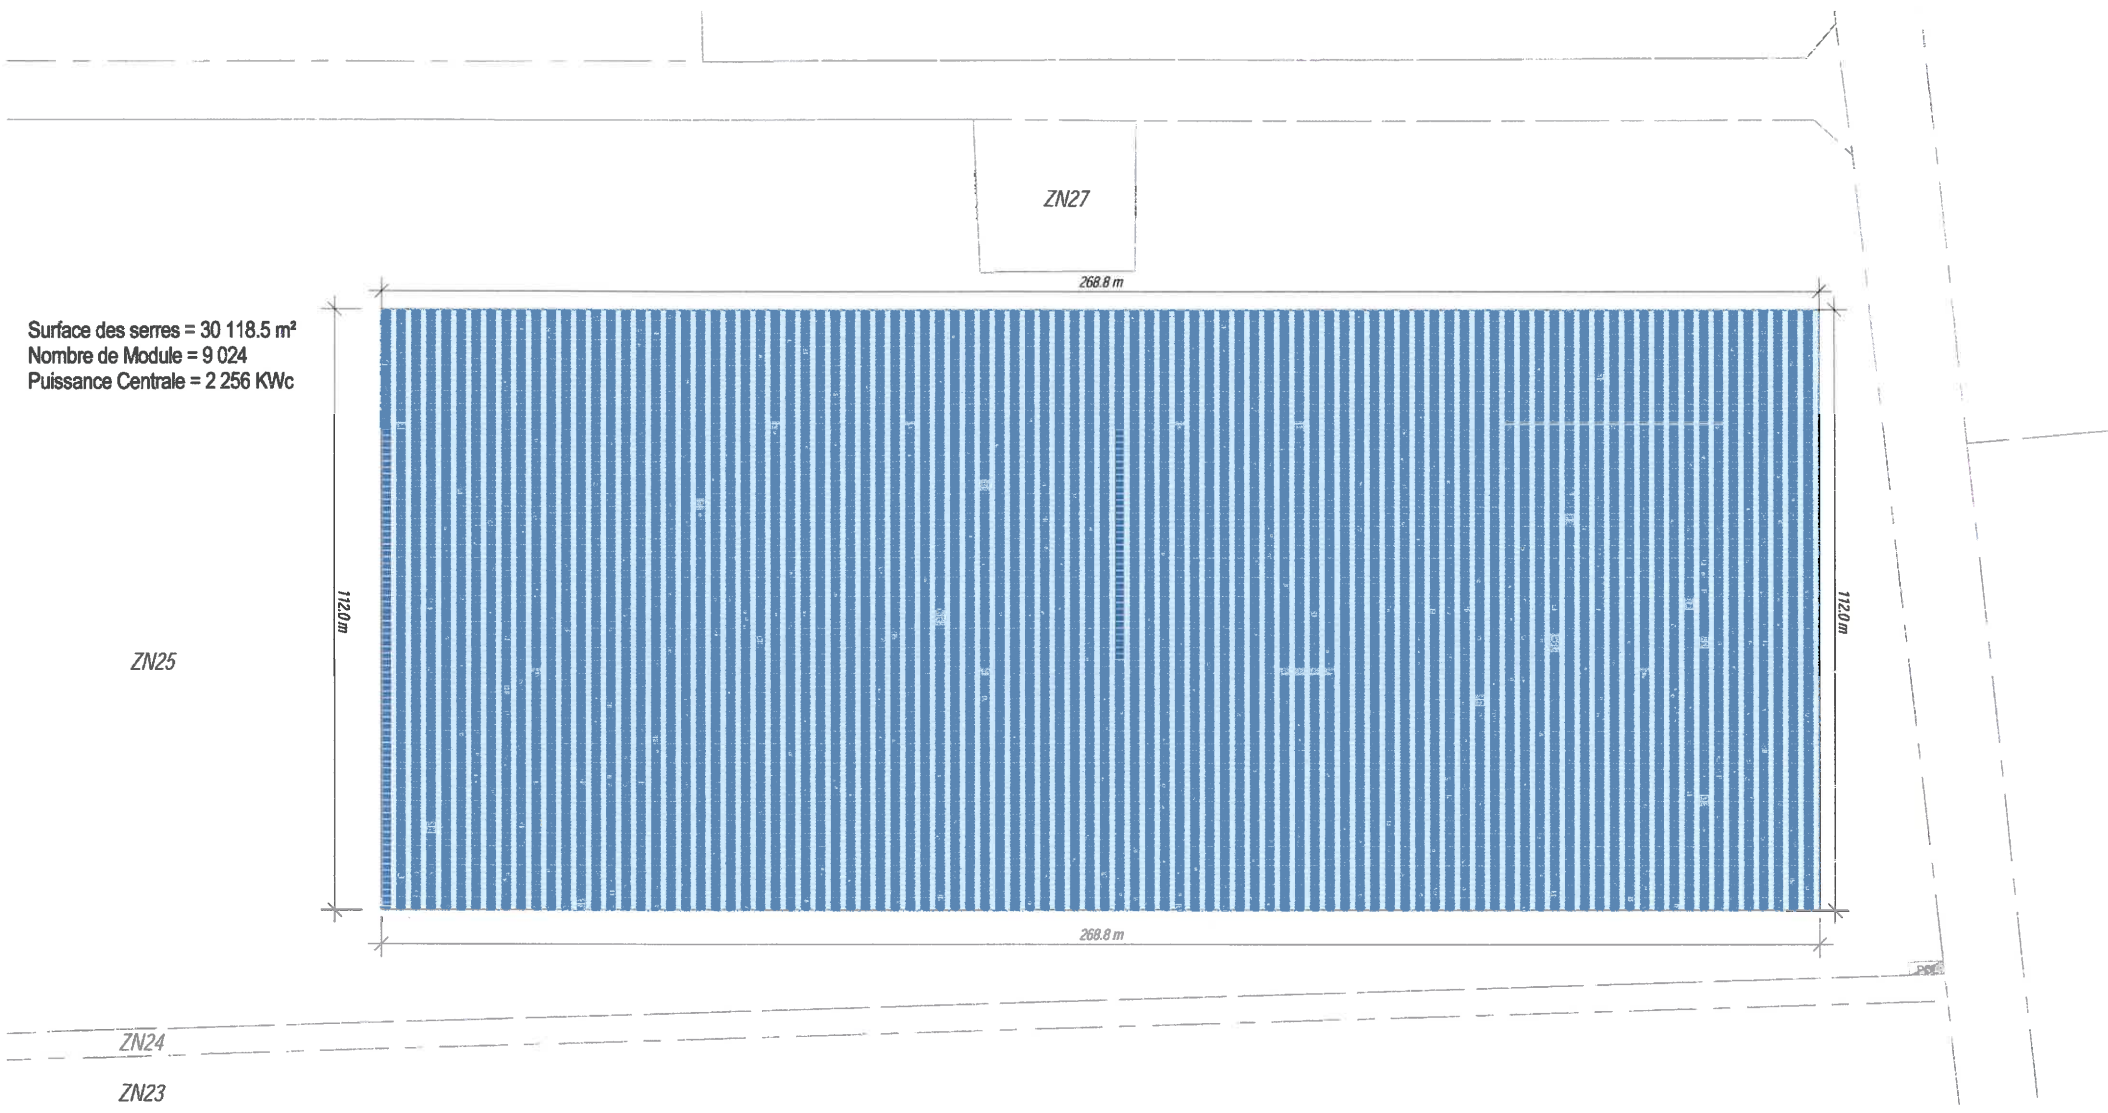 ZN27
268.8 m
Surface des serres = 30 118.5 m²
Nombre de Module = 9 024
Puissance Centrale = 2 256 KWc
112.0 m
112.0 m
ZN25
268.8 m
ZN24
ZN23